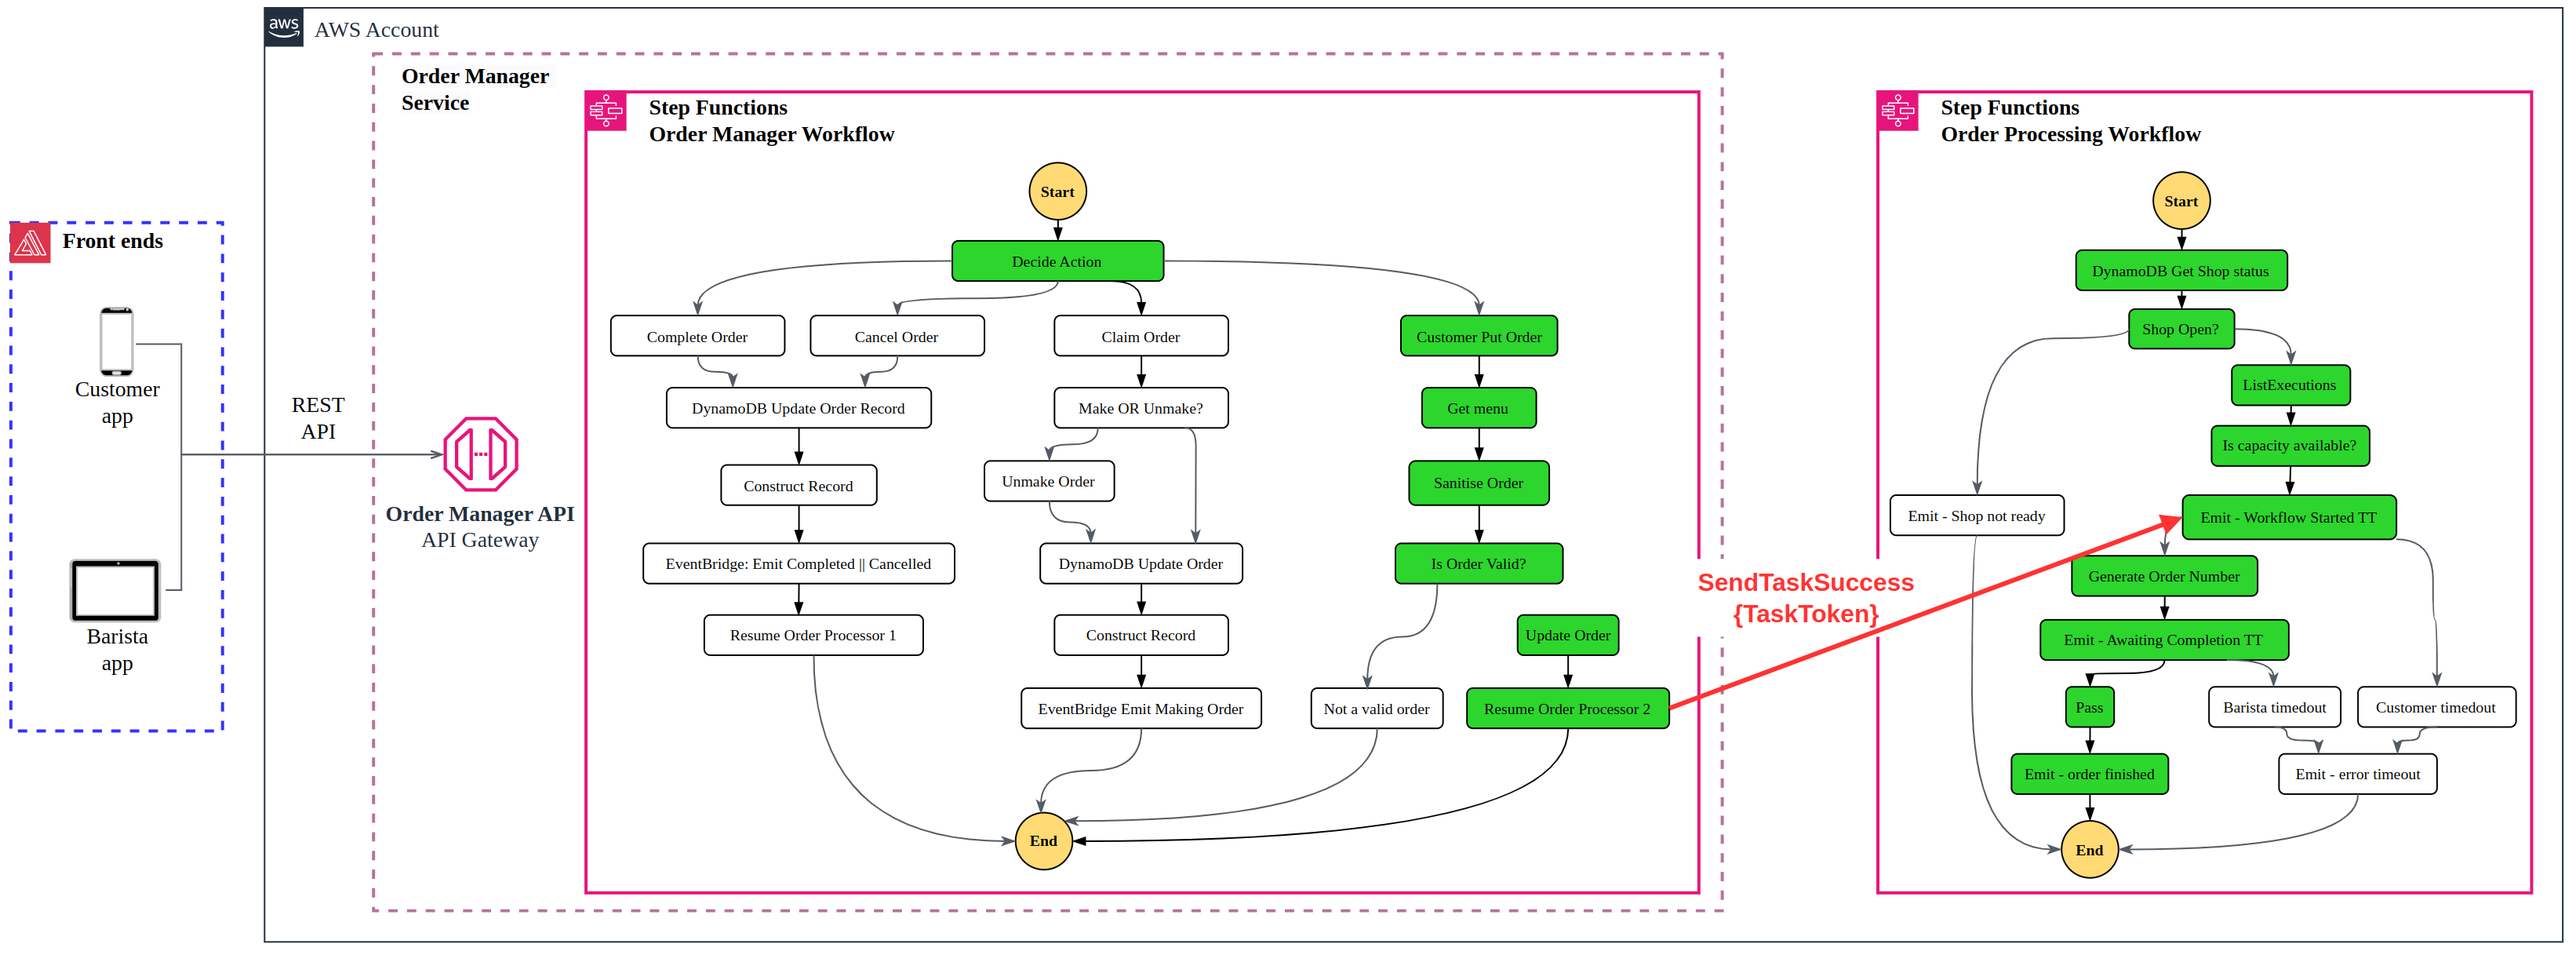 aws
AWS Account
Order Manager
Service
Step Functions
Order Manager Workflow
Step Functions
Order Processing Workflow
Front ends
Customer
app
Barista
app
REST
API
Order Manager API
API Gateway
Start
Decide Action
Complete Order
Cancel Order
Claim Order
Customer Put Order
DynamoDB Update Order Record
Make OR Unmake?
Get menu
Construct Record
Unmake Order
Sanitise Order
EventBridge: Emit Completed || Cancelled
DynamoDB Update Order
Is Order Valid?
Resume Order Processor 1
Construct Record
Update Order
EventBridge Emit Making Order
Not a valid order
Resume Order Processor 2
End
SendTaskSuccess
{TaskToken}
Start
DynamoDB Get Shop status
Shop Open?
ListExecutions
Is capacity available?
Emit - Shop not ready
Emit - Workflow Started TT
Generate Order Number
Emit - Awaiting Completion TT
Pass
Barista timedout
Customer timedout
Emit - order finished
Emit - error timeout
End